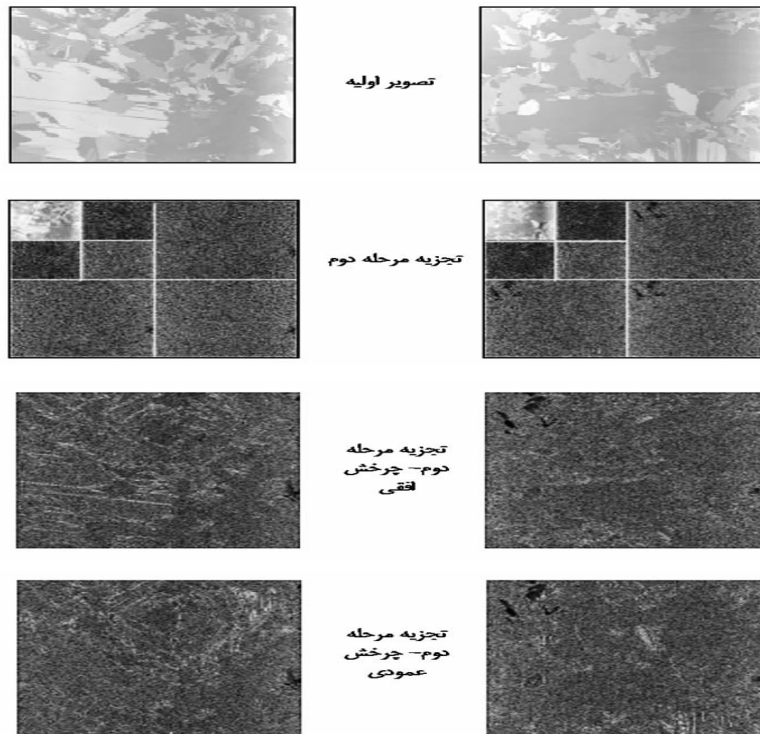 تصویر اولیه
تجزیه مرحله دوم
تجزیه مرحله
دوم- چرخش
افقی
تجزیه مرحله
دوم- چرخش
عمودی